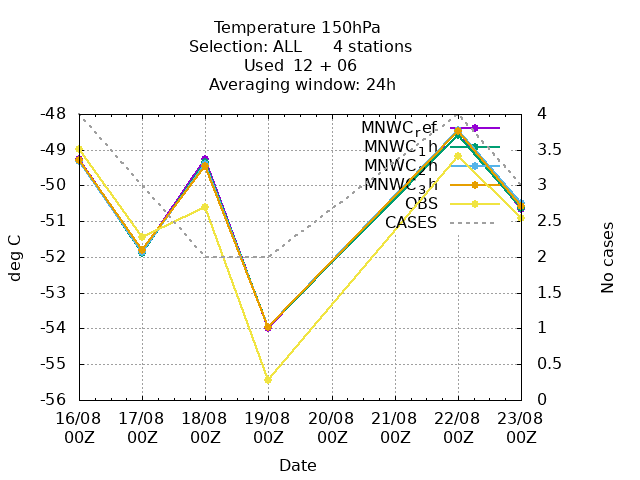 Temperature 150hPa
Selection: ALL      4 stations
Used  12 + 06
Averaging window: 24h
-48
-49
-50
-51
-52
-53
-54
-55
-56
4
3.5
3
2.5
2
1.5
1
0.5
0
MNWC_ref
MNWC_1h
MNWC_2h
MNWC_3h
OBS
CASES
deg C
No cases
16/08 17/08 18/08 19/08 20/08 21/08 22/08 23/08
00Z 00Z 00Z 00Z 00Z 00Z 00Z 00Z
Date